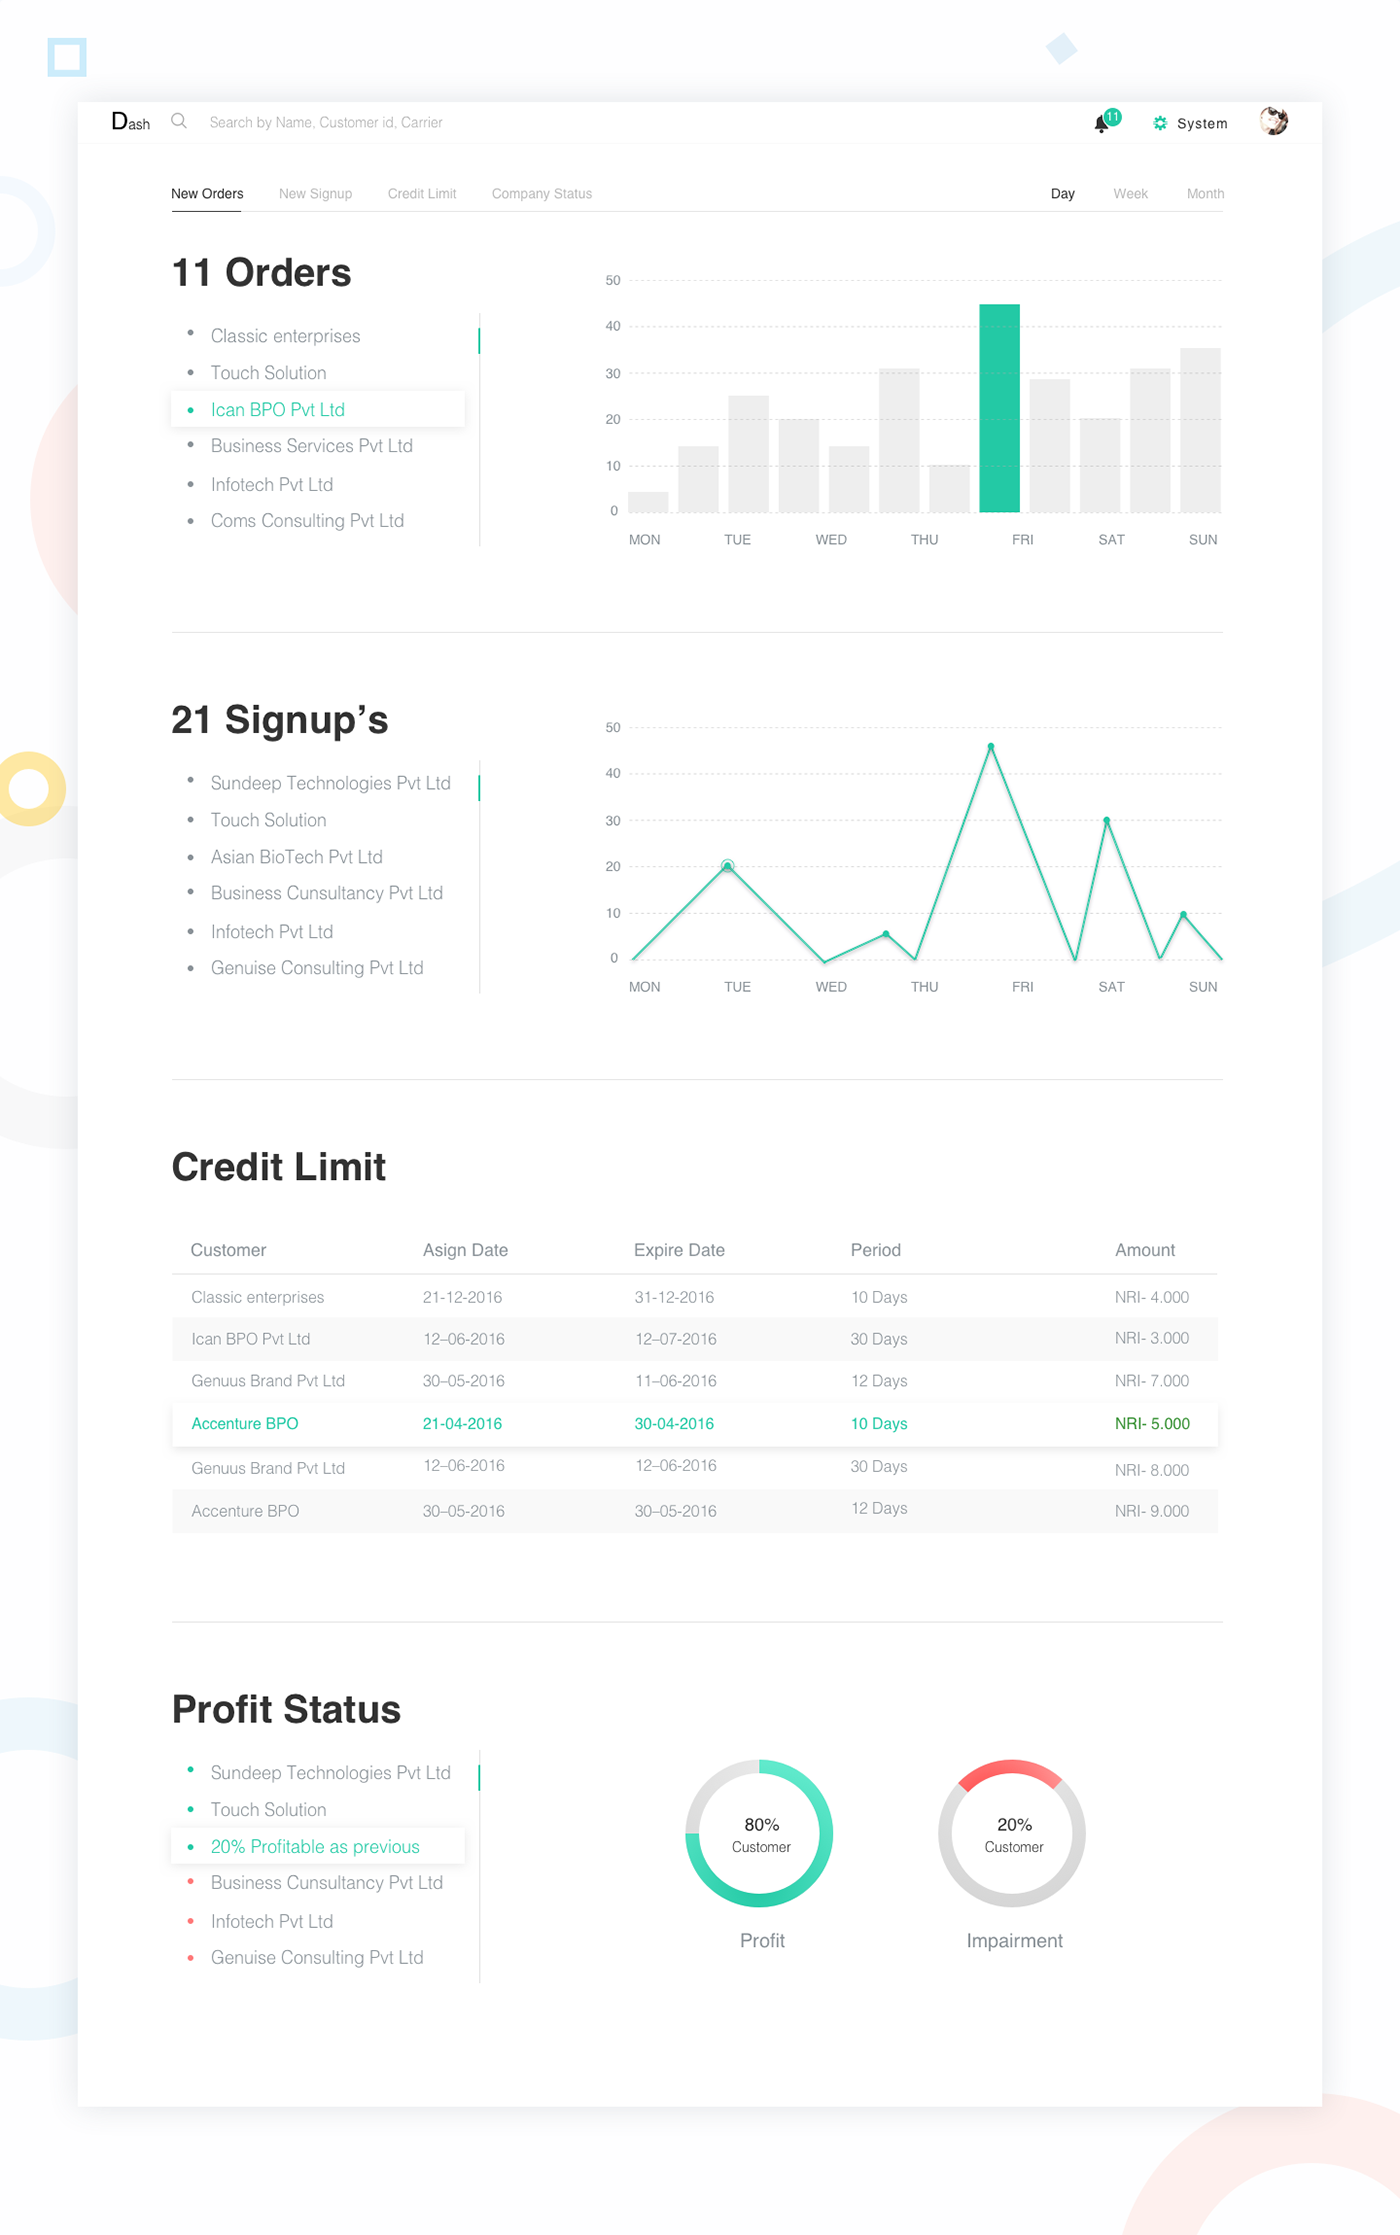 Dash Search by Name, Customer id, Carrier 11 System
New Orders New Signup Credit Limit Company Status Day Week Month
11 Orders
Classic enterprises
Touch Solution
Ican BPO Pvt Ltd
Business Services Pvt Ltd
Infotech Pvt Ltd
Coms Consulting Pvt Ltd
50
40
30
20
10
0
MON TUE WED THU FRI SAT SUN
21 Signup’s
Sundeep Technologies Pvt Ltd
Touch Solution
Asian BioTech Pvt Ltd
Business Cunsultancy Pvt Ltd
Infotech Pvt Ltd
Genuise Consulting Pvt Ltd
50
40
30
20
10
0
MON TUE WED THU FRI SAT SUN
Credit Limit
Customer Asign Date Expire Date Period Amount
Classic enterprises 21-12-2016 31-12-2016 10 Days NRI- 4.000
Ican BPO Pvt Ltd 12–06-2016 12–07-2016 30 Days NRI- 3.000
Genuus Brand Pvt Ltd 30–05-2016 11–06-2016 12 Days NRI- 7.000
Accenture BPO 21-04-2016 30-04-2016 10 Days NRI- 5.000
Genuus Brand Pvt Ltd 12–06-2016 12–06-2016 30 Days NRI- 8.000
Accenture BPO 30–05-2016 30–05-2016 12 Days NRI- 9.000
Profit Status
Sundeep Technologies Pvt Ltd
Touch Solution
20% Profitable as previous
Business Cunsultancy Pvt Ltd
Infotech Pvt Ltd
Genuise Consulting Pvt Ltd
80%
Customer
Profit
20%
Customer
Impairment